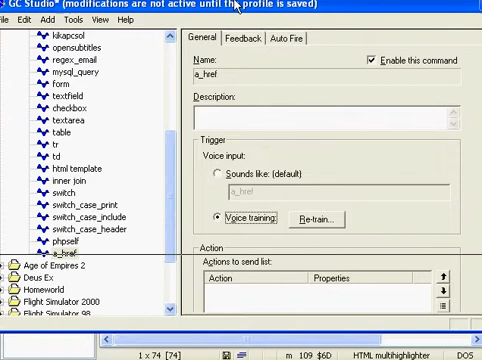 GC Studio* (modifications are not active until the profile is saved)
File Edit Add Tools View Help
kikapcsol
opensubtitles
regex_email
mysql_query
form
textfield
checkbox
textarea
table
tr
td
html template
inner join
switch
switch_case_print
switch_case_include
switch_case_header
phpself
a_href
Age of Empires 2
Deus Ex
Homeworld
Flight Simulator 2000
Flight Simulator 98
General Feedback Auto Fire
Name:
Enable this command
a_href
Description:
Trigger
Voice input:
Sounds like: (default)
a_href
Voice training:
Re-train...
Action
Actions to send list:
Action Properties
1 x 74 [74] m 109 $6D HTML multihighlighter DOS